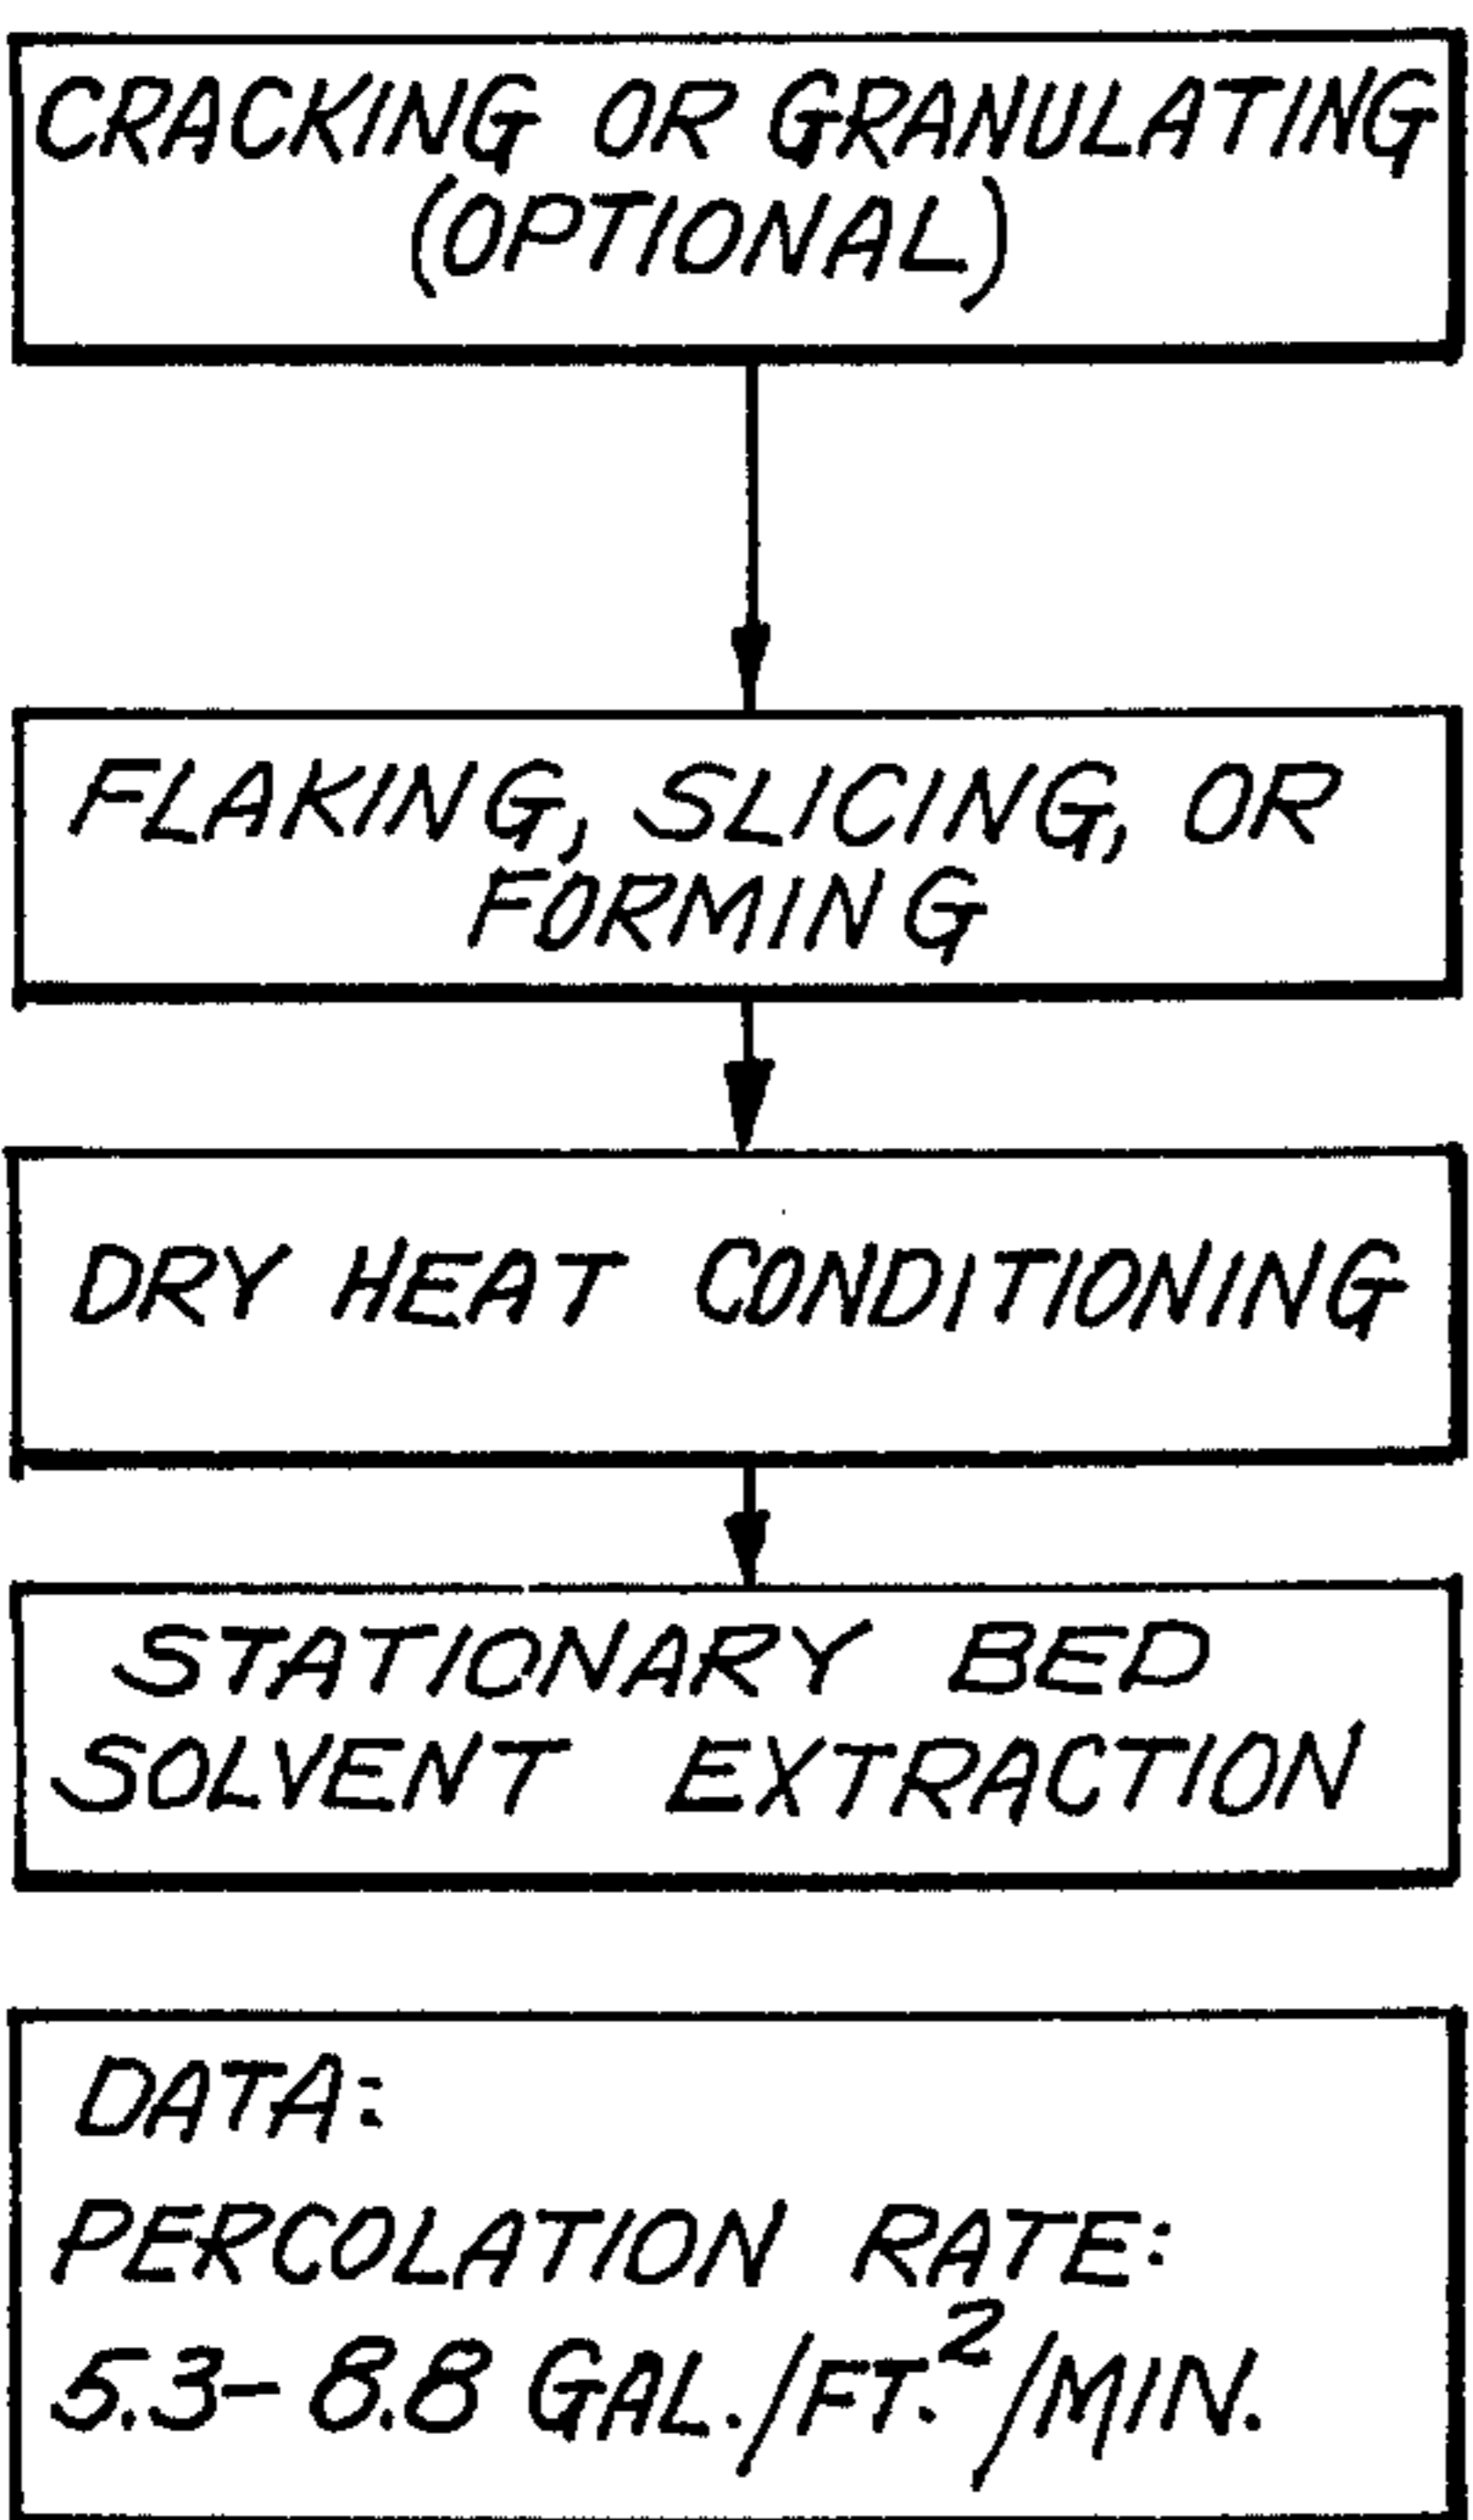 CRACKING OR GRANULATING
(OPTIONAL)
FLAKING, SLICING, OR
FORMING
DRY HEAT CONDITIONING
STATIONARY BED
SOLVENT EXTRACTION
DATA:
PERCOLATION RATE:
5.3-8.8 GAL./FT.²/MIN.